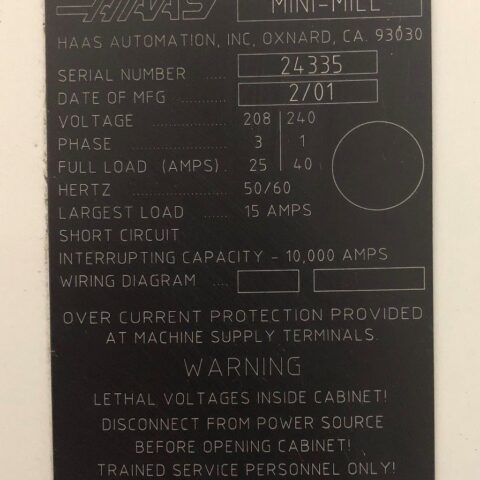 HAAS MINI-MILL
HAAS AUTOMATION, INC, OXNARD, CA. 93030
SERIAL NUMBER ..... 24335
DATE OF MFG ........... 2/01
VOLTAGE .............. 208 240
PHASE ................... 3 1
FULL LOAD (AMPS). 25 40
HERTZ .................. 50/60
LARGEST LOAD ...... 15 AMPS
SHORT CIRCUIT
INTERRUPTING CAPACITY - 10,000 AMPS
WIRING DIAGRAM ....
OVER CURRENT PROTECTION PROVIDED
AT MACHINE SUPPLY TERMINALS.
WARNING
LETHAL VOLTAGES INSIDE CABINET!
DISCONNECT FROM POWER SOURCE
BEFORE OPENING CABINET!
TRAINED SERVICE PERSONNEL ONLY!